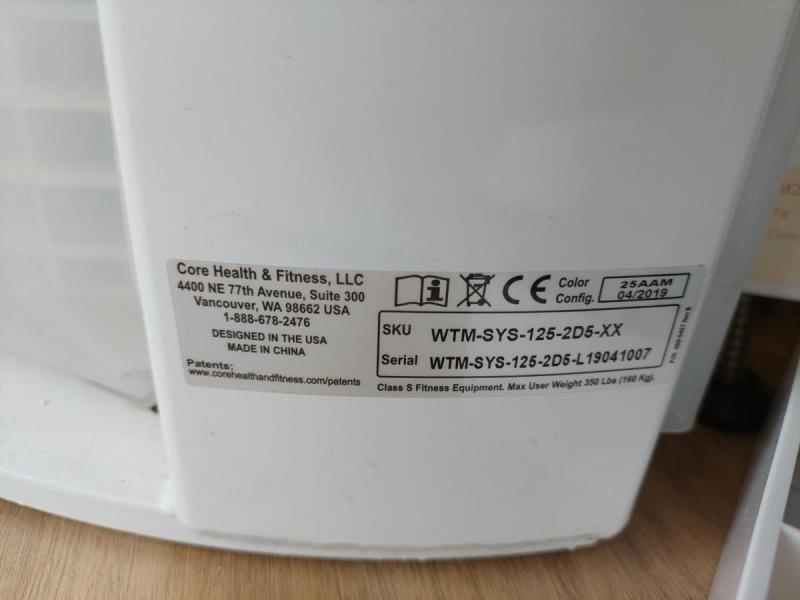 Core Health & Fitness, LLC
4400 NE 77th Avenue, Suite 300
Vancouver, WA 98662 USA
1-888-678-2476
DESIGNED IN THE USA
MADE IN CHINA
Patents:
www.corehealthandfitness.com/patents
i
CE
Color
Config.
25AAM
04/2019
SKU WTM-SYS-125-2D5-XX
Serial WTM-SYS-125-2D5-L19041007
Class S Fitness Equipment. Max User Weight 350 Lbs (160 Kg).